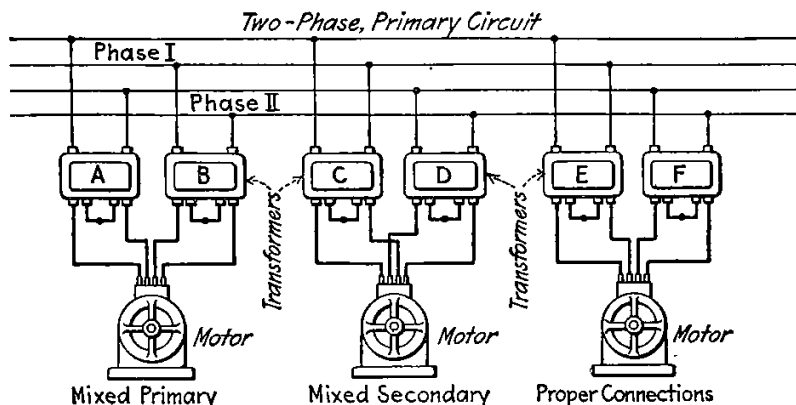 Two-Phase, Primary Circuit
Phase I
Phase II
A B C D E F
Transformers Transformers
Motor Motor Motor
Mixed Primary Mixed Secondary Proper Connections